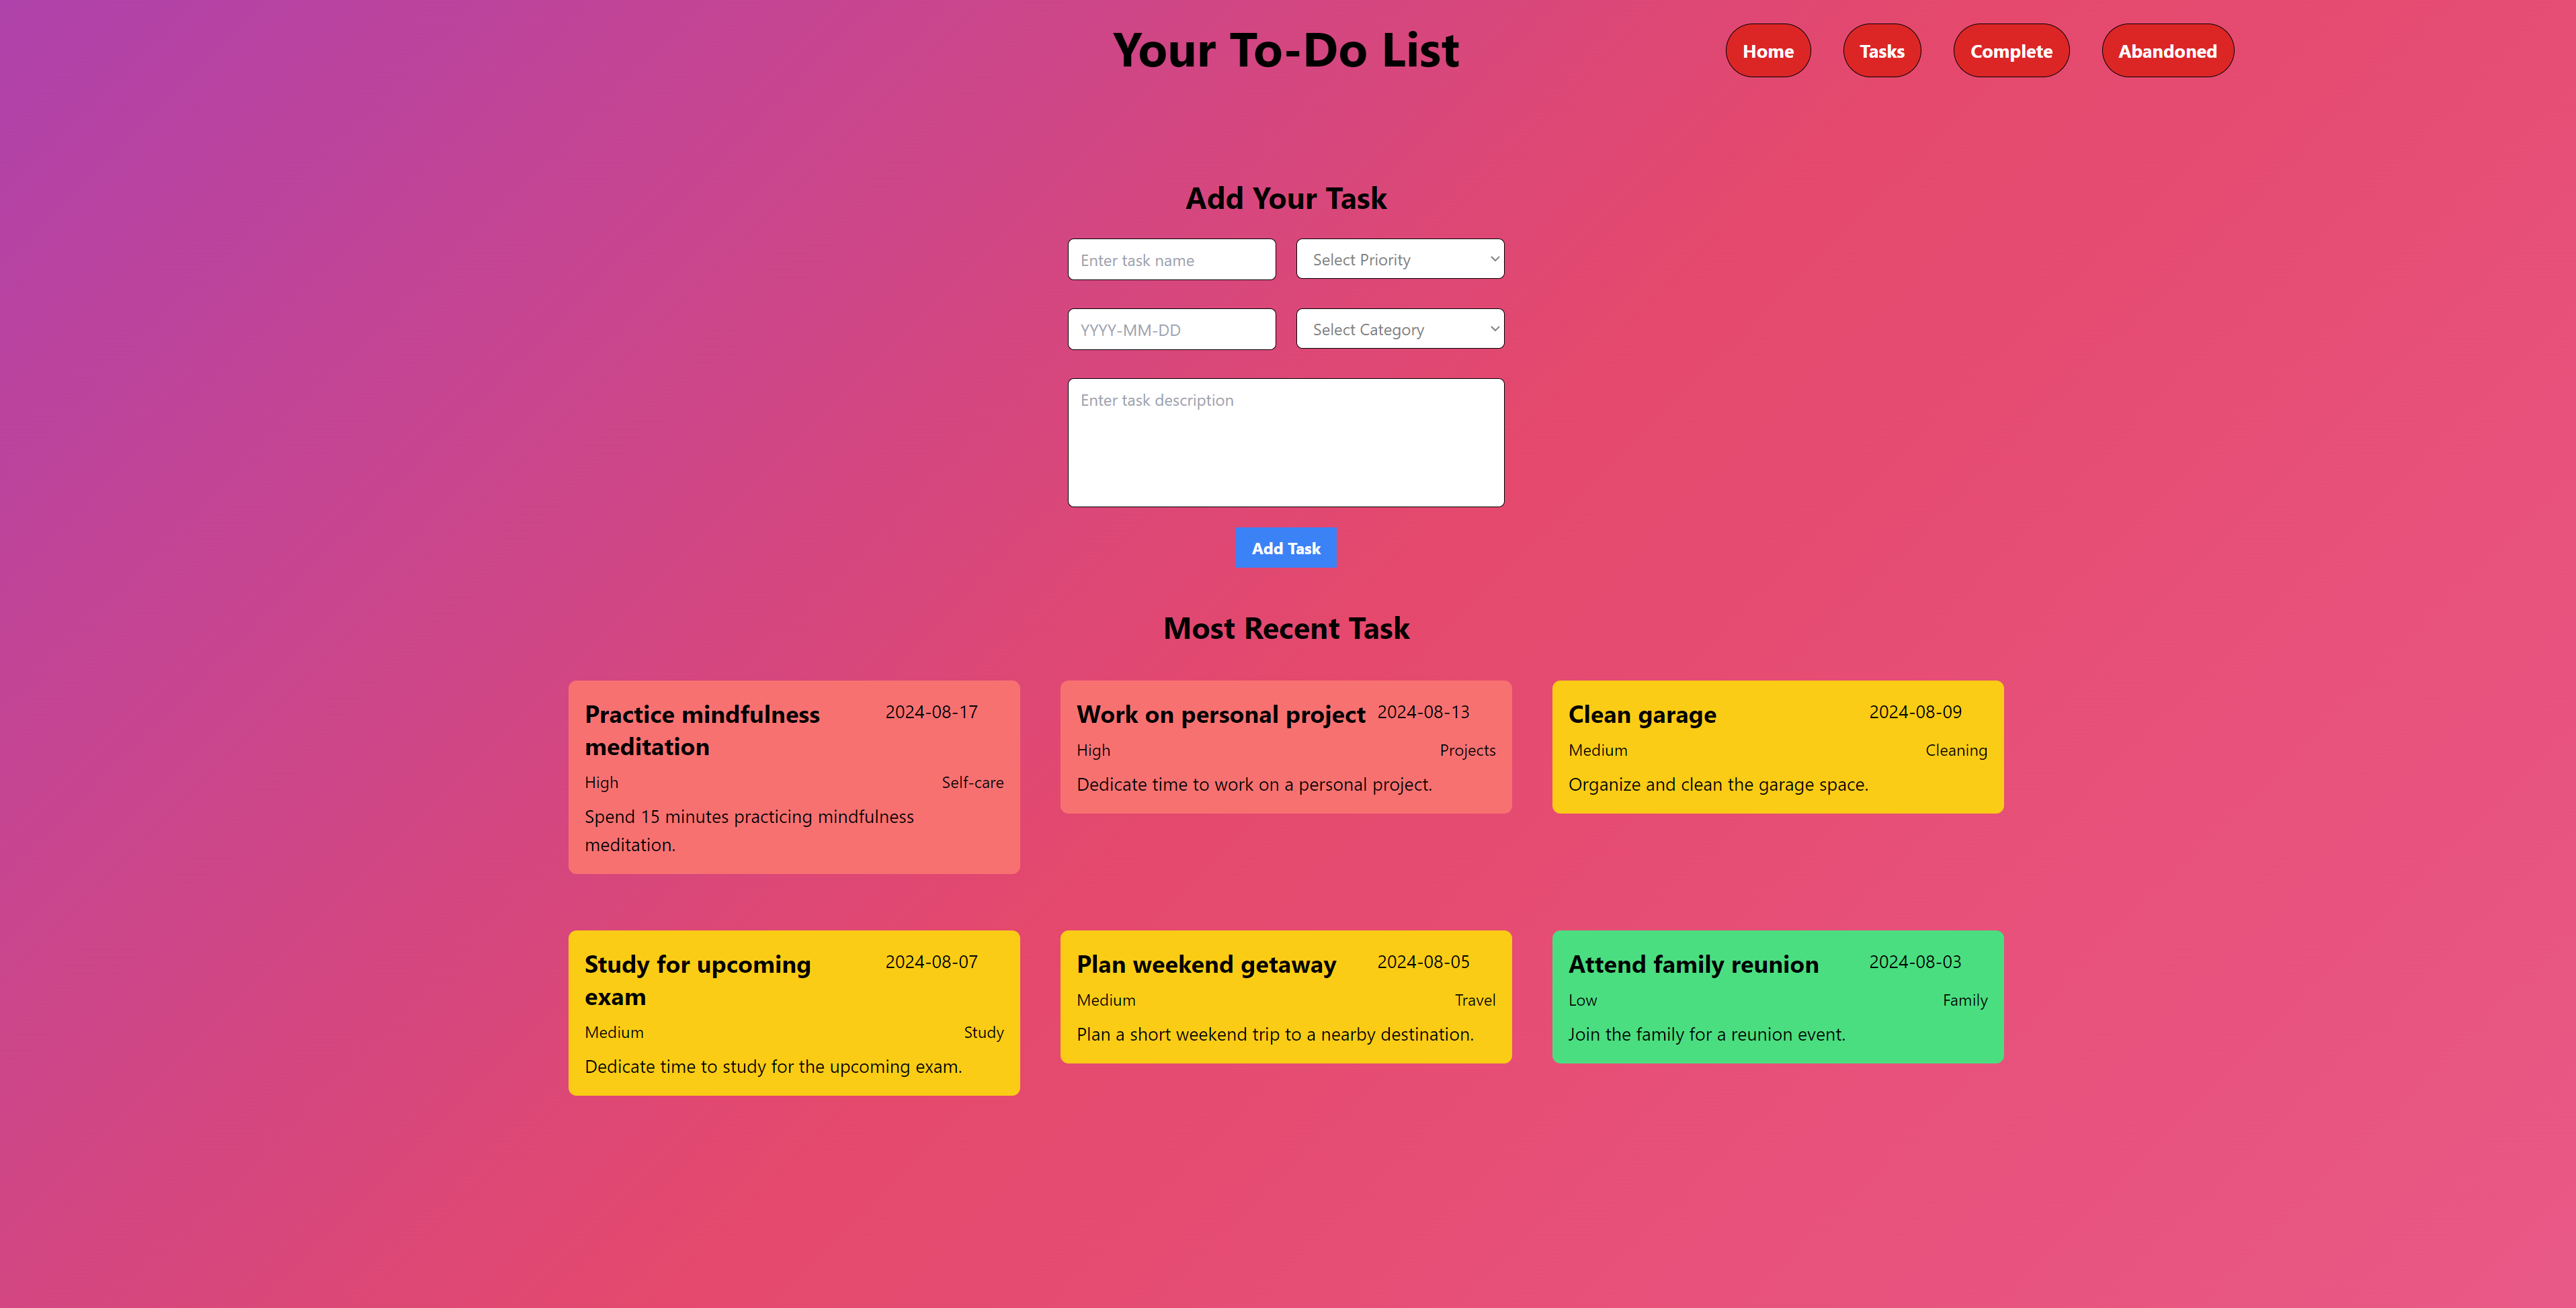 Your To-Do List
Home
Tasks
Complete
Abandoned
Add Your Task
Enter task name
Select Priority
YYYY-MM-DD
Select Category
Enter task description
Add Task
Most Recent Task
Practice mindfulness
meditation
2024-08-17
High
Self-care
Spend 15 minutes practicing mindfulness
meditation.
Work on personal project
2024-08-13
High
Projects
Dedicate time to work on a personal project.
Clean garage
2024-08-09
Medium
Cleaning
Organize and clean the garage space.
Study for upcoming
exam
2024-08-07
Medium
Study
Dedicate time to study for the upcoming exam.
Plan weekend getaway
2024-08-05
Medium
Travel
Plan a short weekend trip to a nearby destination.
Attend family reunion
2024-08-03
Low
Family
Join the family for a reunion event.